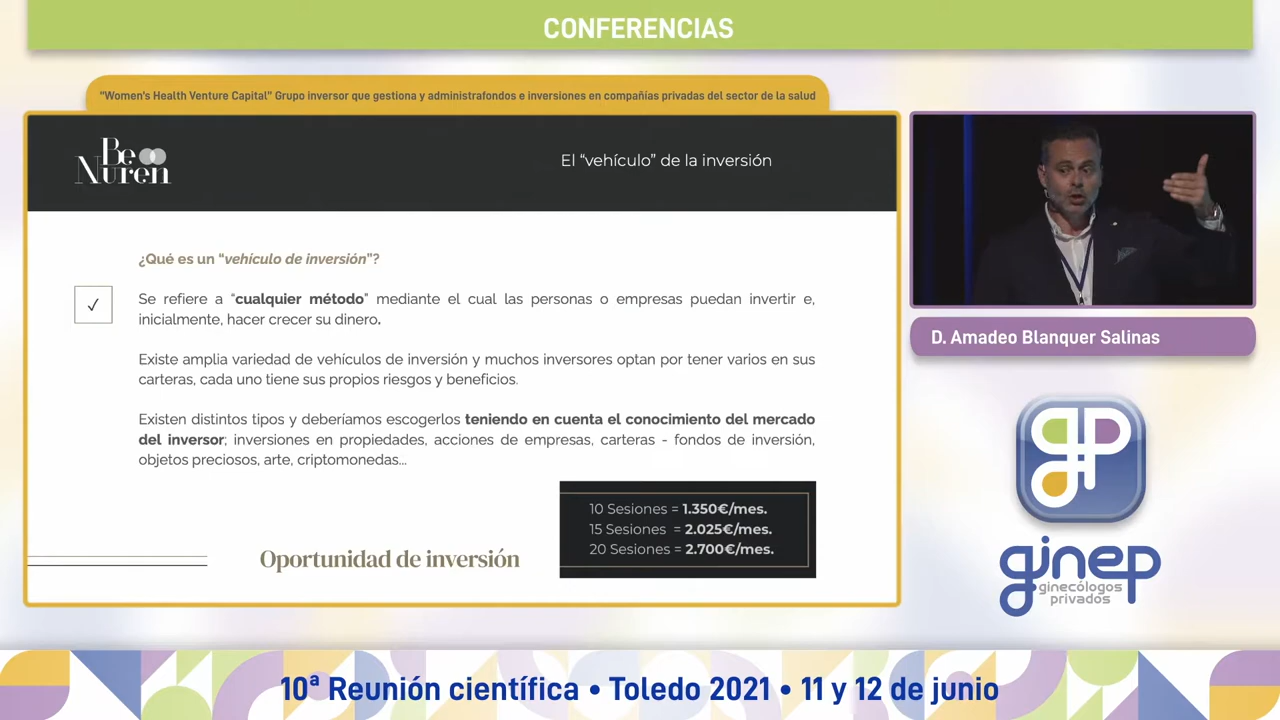 CONFERENCIAS
"Women's Health Venture Capital" Grupo inversor que gestiona y administrafondos e inversiones en compañías privadas del sector de la salud
Be
Nuren
El "vehículo" de la inversión
¿Qué es un "vehículo de inversión"?
Se refiere a "cualquier método" mediante el cual las personas o empresas puedan invertir e,
inicialmente, hacer crecer su dinero.
Existe amplia variedad de vehículos de inversión y muchos inversores optan por tener varios en sus
carteras, cada uno tiene sus propios riesgos y beneficios.
Existen distintos tipos y deberíamos escogerlos teniendo en cuenta el conocimiento del mercado
del inversor; inversiones en propiedades, acciones de empresas, carteras - fondos de inversión,
objetos preciosos, arte, criptomonedas...
10 Sesiones = 1.350€/mes.
15 Sesiones = 2.025€/mes.
20 Sesiones = 2.700€/mes.
Oportunidad de inversión
D. Amadeo Blanquer Salinas
ginep
ginecólogos
privados
10ª Reunión científica • Toledo 2021 • 11 y 12 de junio